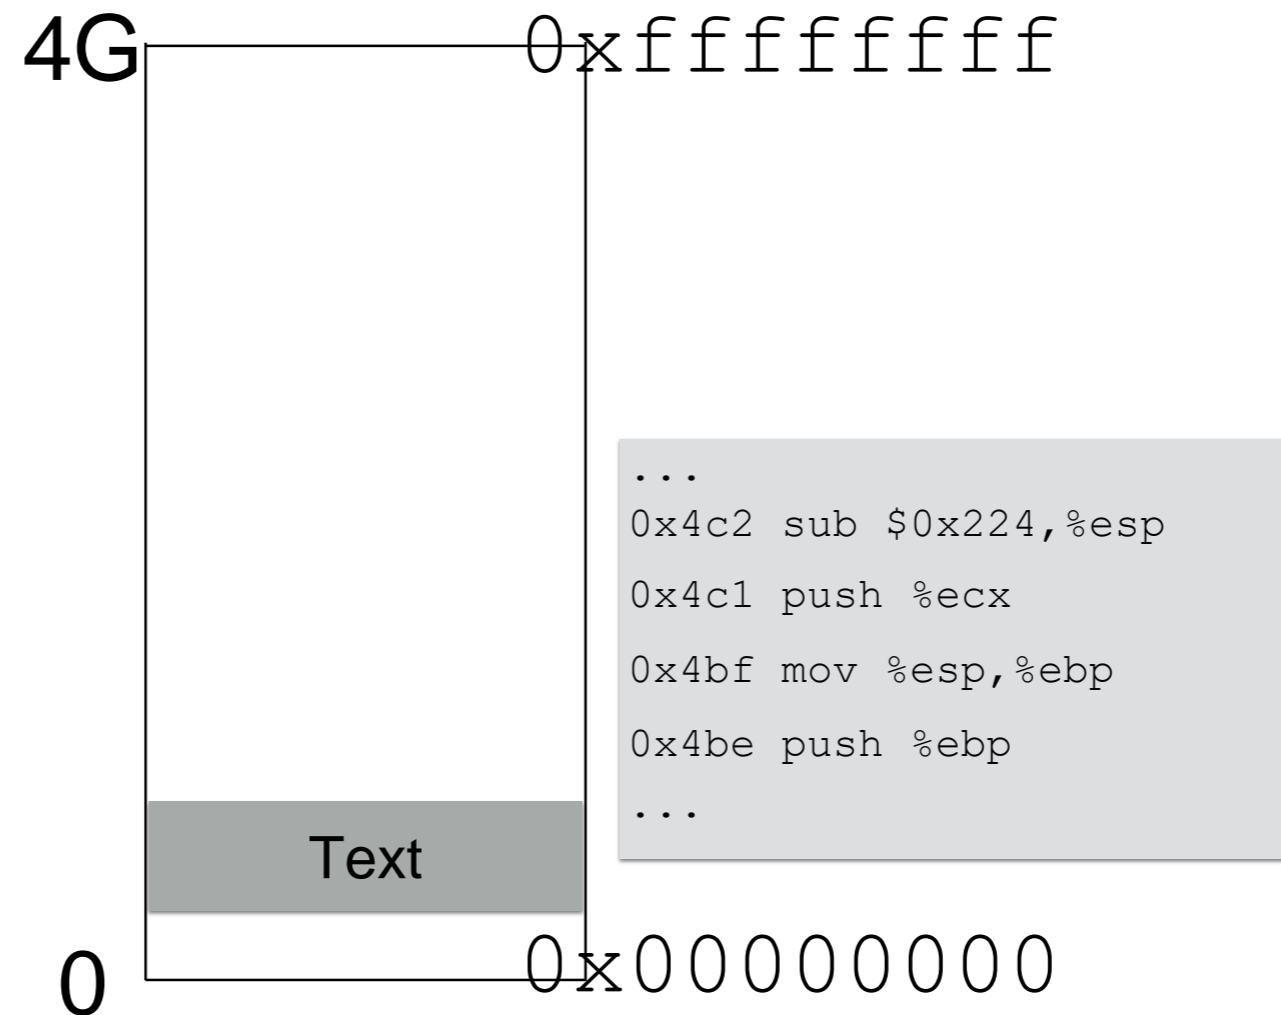 4G
0xffffffff
...
0x4c2 sub $0x224,%esp
0x4c1 push %ecx
0x4bf mov %esp,%ebp
0x4be push %ebp
...
Text
0
0x00000000